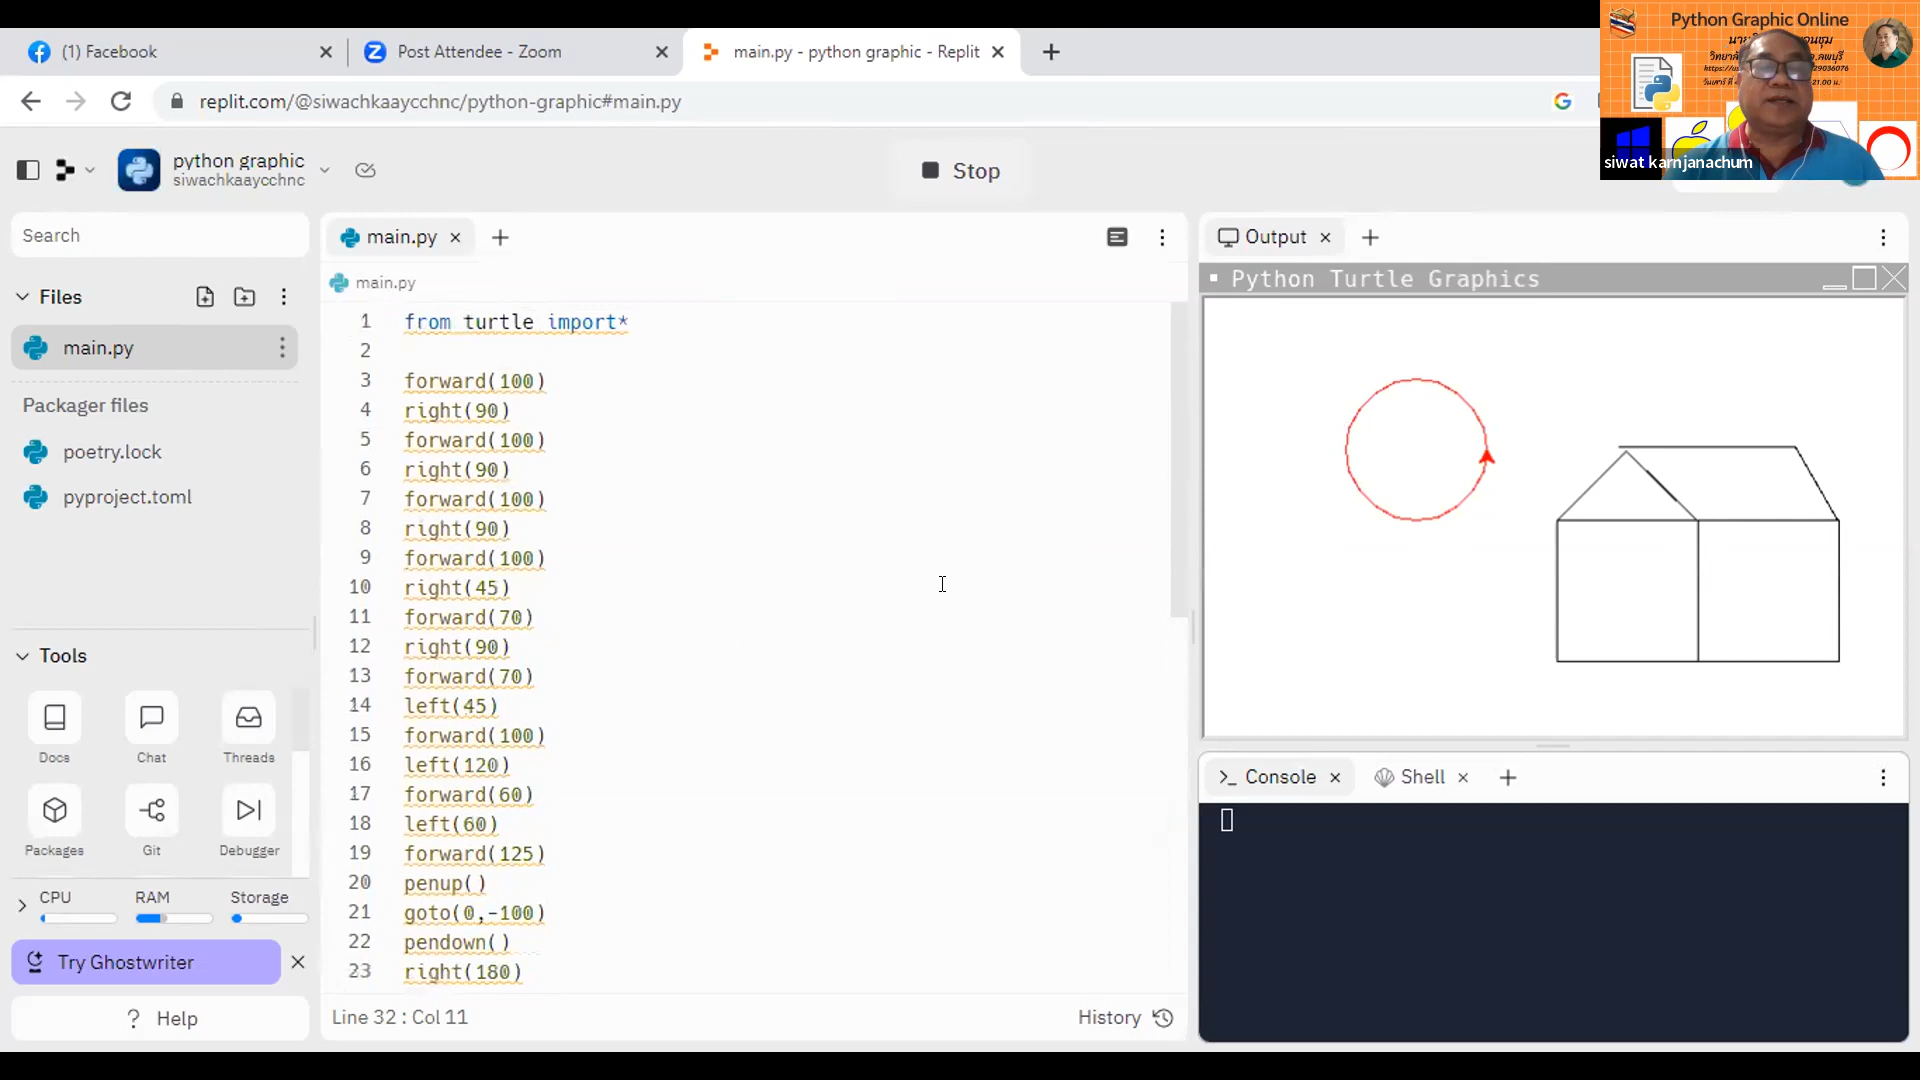 (1) Facebook
Post Attendee - Zoom
main.py - python graphic - Replit
replit.com/@siwachkaaycchnc/python-graphic#main.py
Python Graphic Online
siwat karnjanachum
python graphic
siwachkaaycchnc
Stop
Search
main.py
Output
Files
main.py
Python Turtle Graphics
main.py
Packager files
poetry.lock
pyproject.toml
1 from turtle import*
2
3 forward(100)
4 right(90)
5 forward(100)
6 right(90)
7 forward(100)
8 right(90)
9 forward(100)
10 right(45)
11 forward(70)
12 right(90)
13 forward(70)
14 left(45)
15 forward(100)
16 left(120)
17 forward(60)
18 left(60)
19 forward(125)
20 penup()
21 goto(0,-100)
22 pendown()
23 right(180)
Tools
Docs
Chat
Threads
Packages
Git
Debugger
CPU
RAM
Storage
Try Ghostwriter
? Help
Line 32 : Col 11
History
Console
Shell